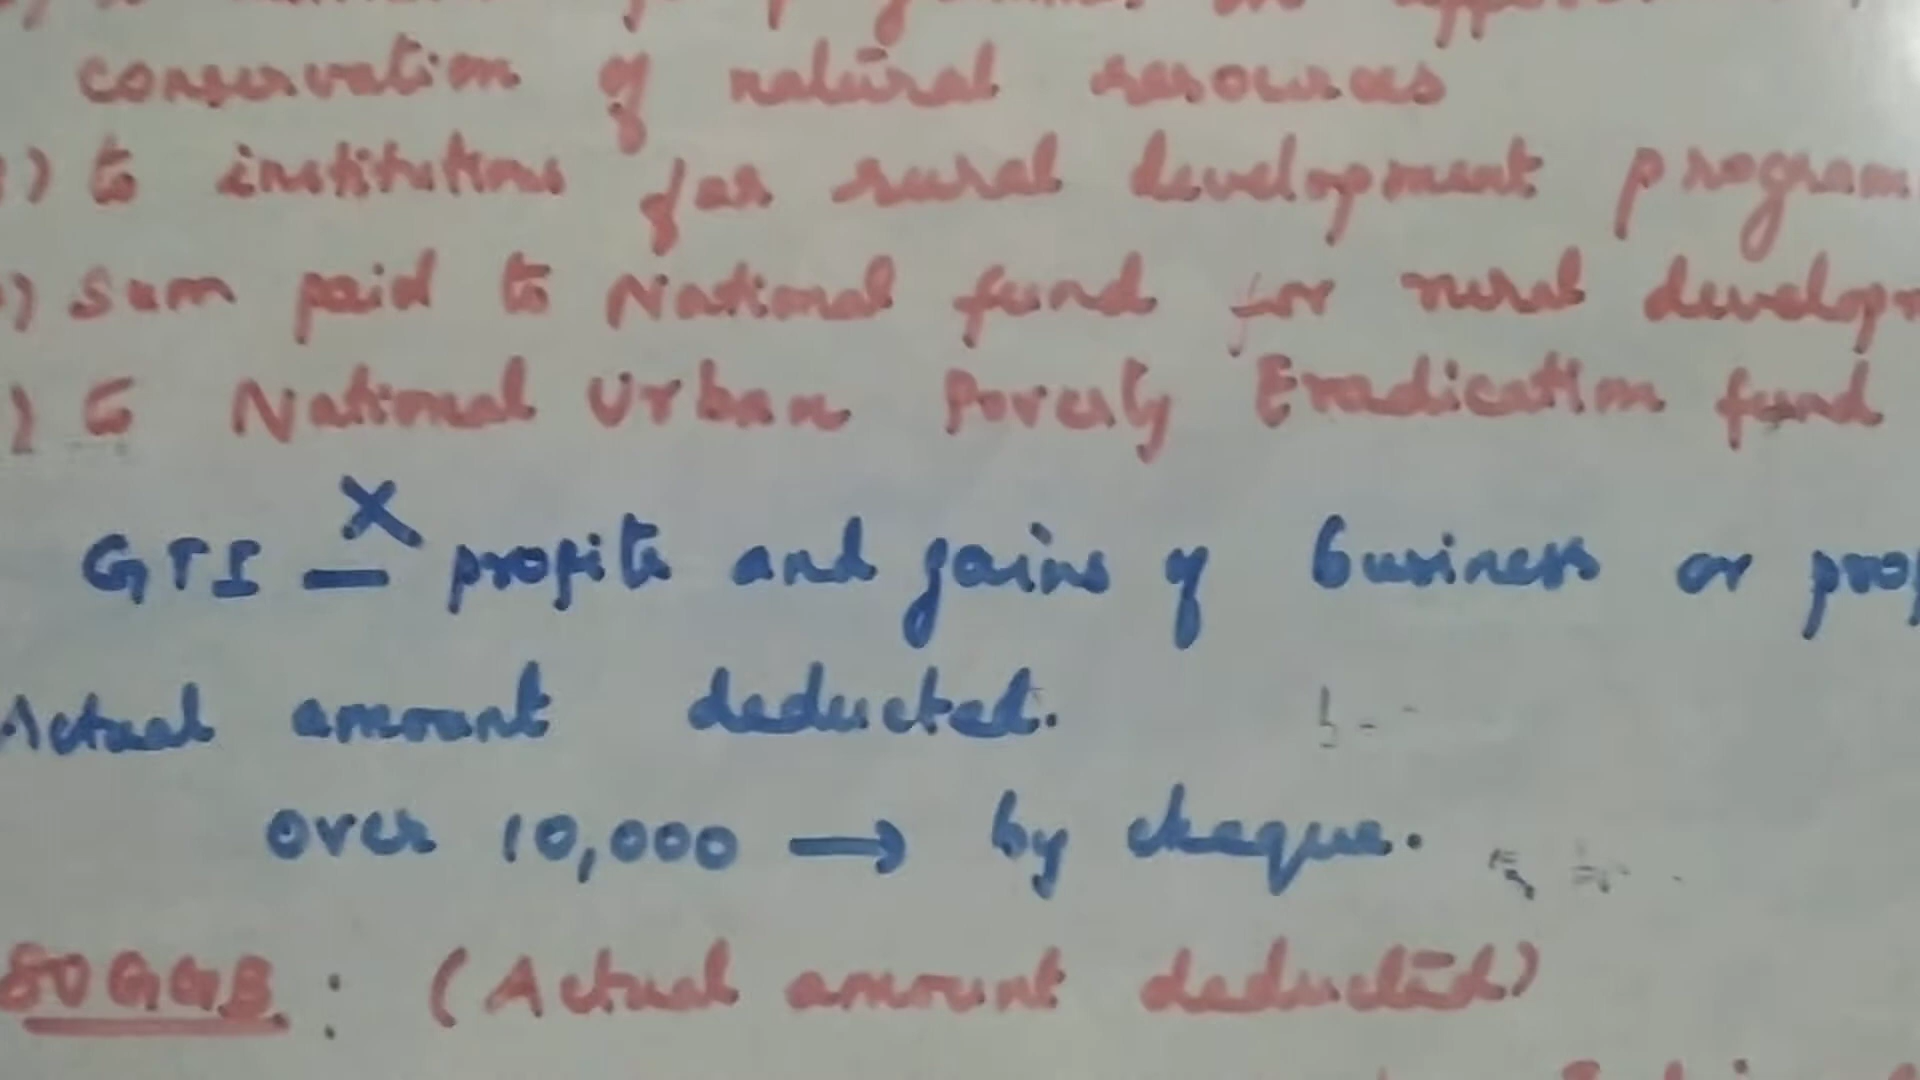 conservation of natural resources
) to institutions for rural development program
) sum paid to National fund for rural develop
) to National Urban Poverty Eradication fund
X
GTI — profits and gains of business or prof
Actual amount deducted.
over 10,000 → by cheque.
80GGB : (Actual amount deducted)